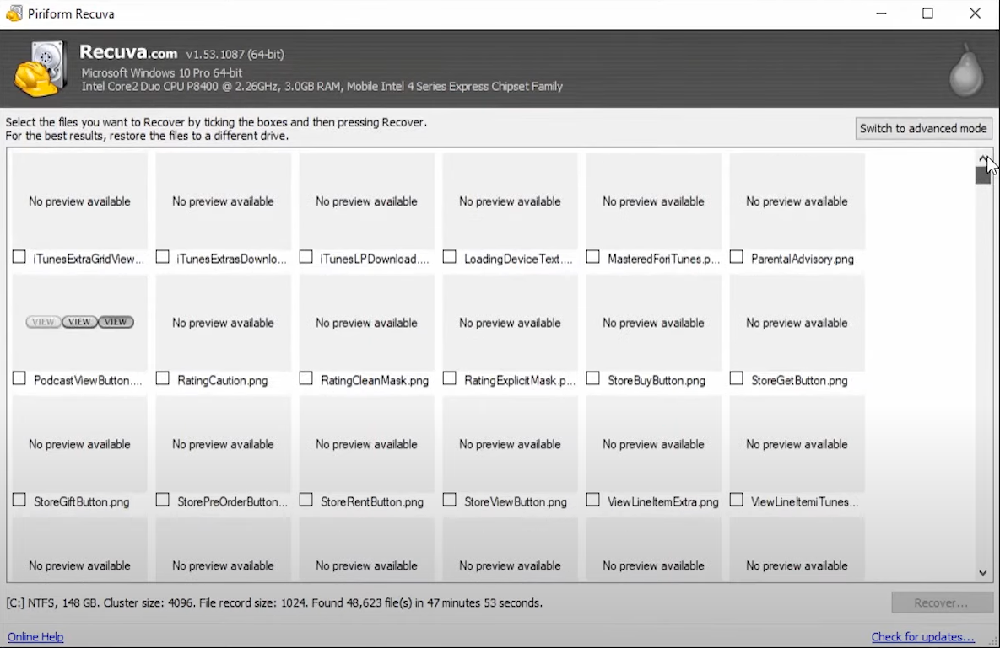 Piriform Recuva
Recuva.com v1.53.1087 (64-bit)
Microsoft Windows 10 Pro 64-bit
Intel Core2 Duo CPU P8400 @ 2.26GHz, 3.0GB RAM, Mobile Intel 4 Series Express Chipset Family
Select the files you want to Recover by ticking the boxes and then pressing Recover.
For the best results, restore the files to a different drive.
Switch to advanced mode
No preview available No preview available No preview available No preview available No preview available No preview available
iTunesExtraGridView... iTunesExtrasDownlo... iTunesLPDownload.... LoadingDeviceText.... MasteredForiTunes.p... ParentalAdvisory.png
VIEW VIEW VIEW No preview available No preview available No preview available No preview available No preview available
PodcastViewButton.... RatingCaution.png RatingCleanMask.png RatingExplicitMask.p... StoreBuyButton.png StoreGetButton.png
No preview available No preview available No preview available No preview available No preview available No preview available
StoreGiftButton.png StorePreOrderButton... StoreRentButton.png StoreViewButton.png ViewLineItemExtra.png ViewLineItemiTunes...
No preview available No preview available No preview available No preview available No preview available No preview available
[C:] NTFS, 148 GB. Cluster size: 4096. File record size: 1024. Found 48,623 file(s) in 47 minutes 53 seconds.
Recover...
Online Help
Check for updates...